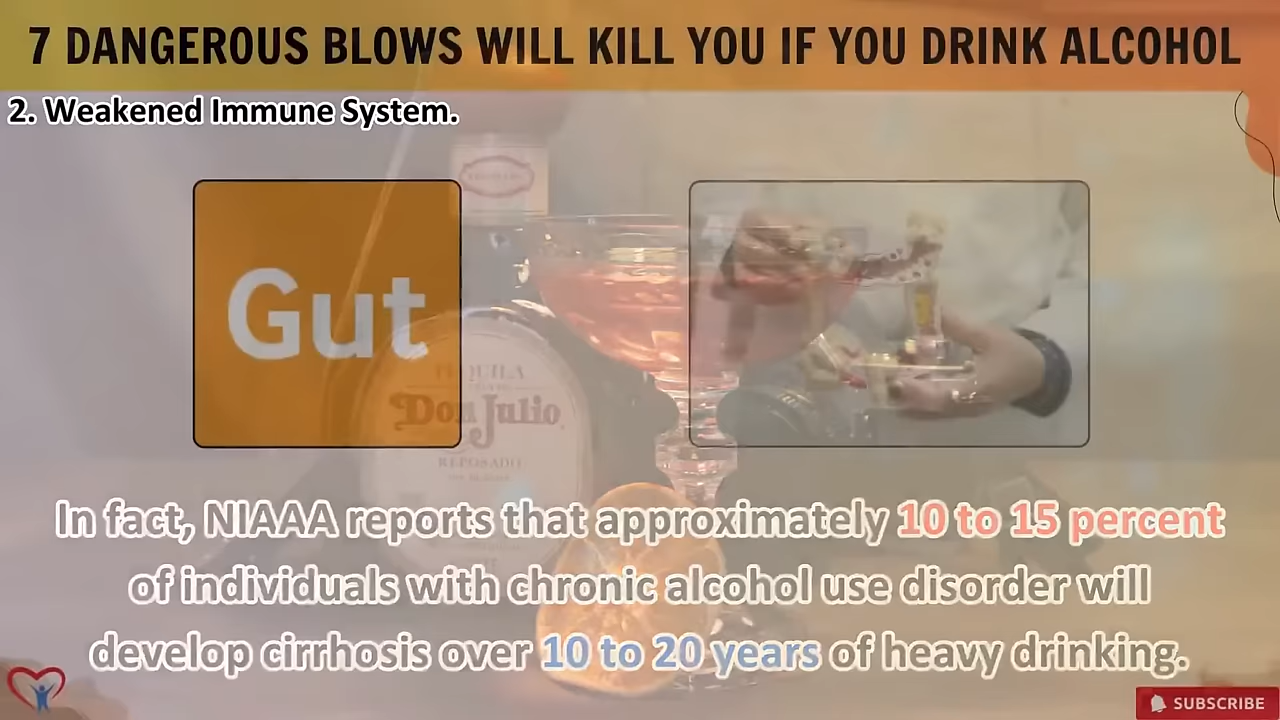 7 DANGEROUS BLOWS WILL KILL YOU IF YOU DRINK ALCOHOL
2. Weakened Immune System.
Gut
TEQUILA
Don Julio
REPOSADO
In fact, NIAAA reports that approximately 10 to 15 percent
of individuals with chronic alcohol use disorder will
develop cirrhosis over 10 to 20 years of heavy drinking.
SUBSCRIBE